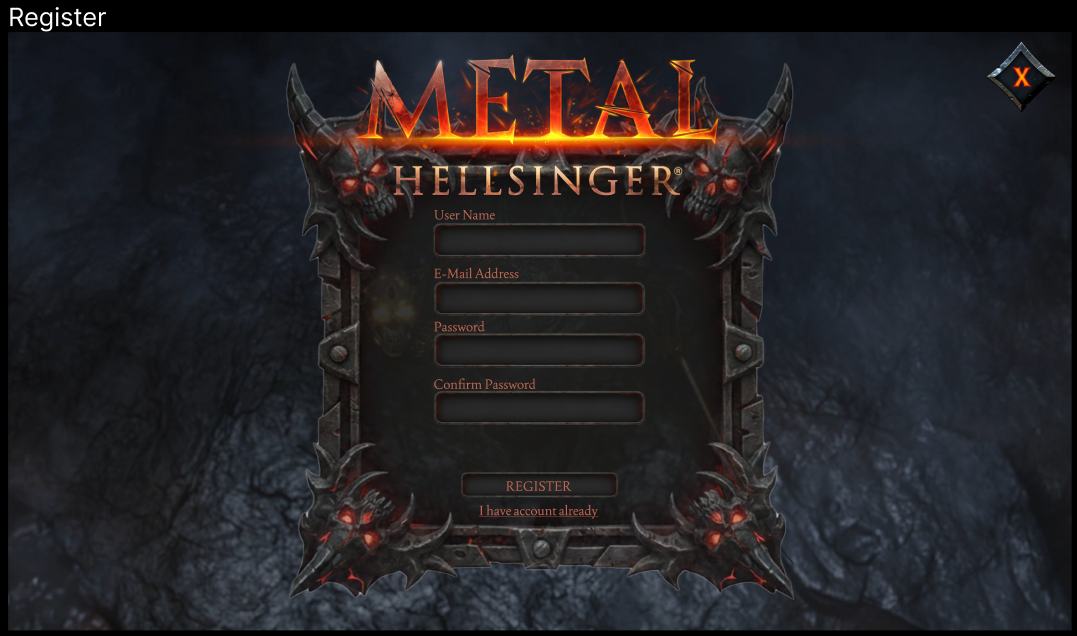 Register
X
METAL
HELLSINGER®
User Name
E-Mail Address
Password
Confirm Password
REGISTER
I have account already